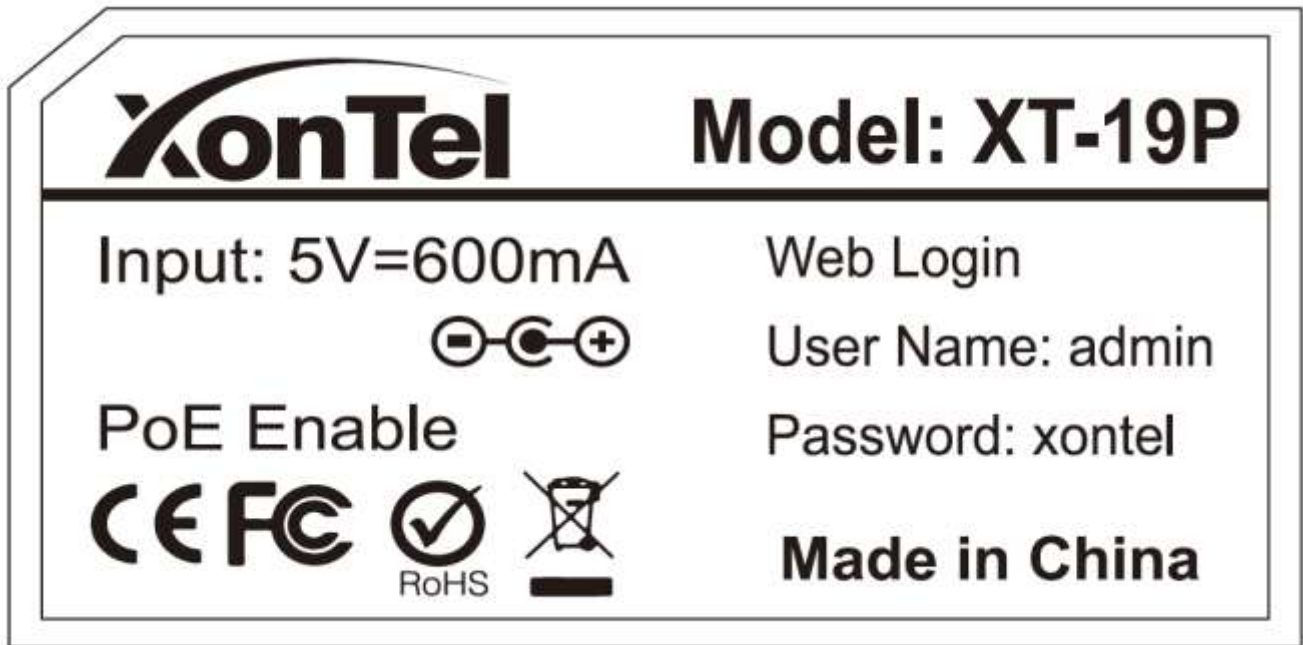 XonTel
Model: XT-19P
Input: 5V=600mA
PoE Enable
CE FC
RoHS
Web Login
User Name: admin
Password: xontel
Made in China